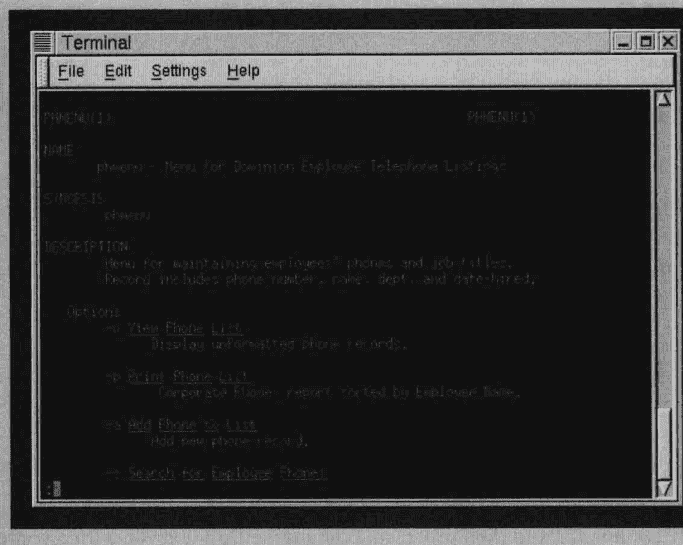 Terminal
File Edit Settings Help
PHMENU(1) PHMENU(1)
NAME
phmenu - Menu for Dominion Employee Telephone Listings
SYNOPSIS
phmenu
DESCRIPTION
Menu for maintaining employees' phones and job titles.
Record includes phone number, name, dept, and date-hired.
Options
View Phone List
Display unformatted phone records.
-p Print Phone List
Corporate Phones report sorted by Employee Name.
-a Add Phone to List
Add new phone record.
Search for Employee Phones
: